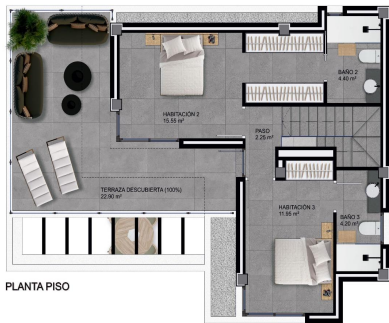 BAÑO 2
4.40 m²
HABITACIÓN 2
15.55 m²
PASO
2.25 m²
TERRAZA DESCUBIERTA (100%)
22.90 m²
HABITACIÓN 3
11.95 m²
BAÑO 3
4.20 m²
PLANTA PISO